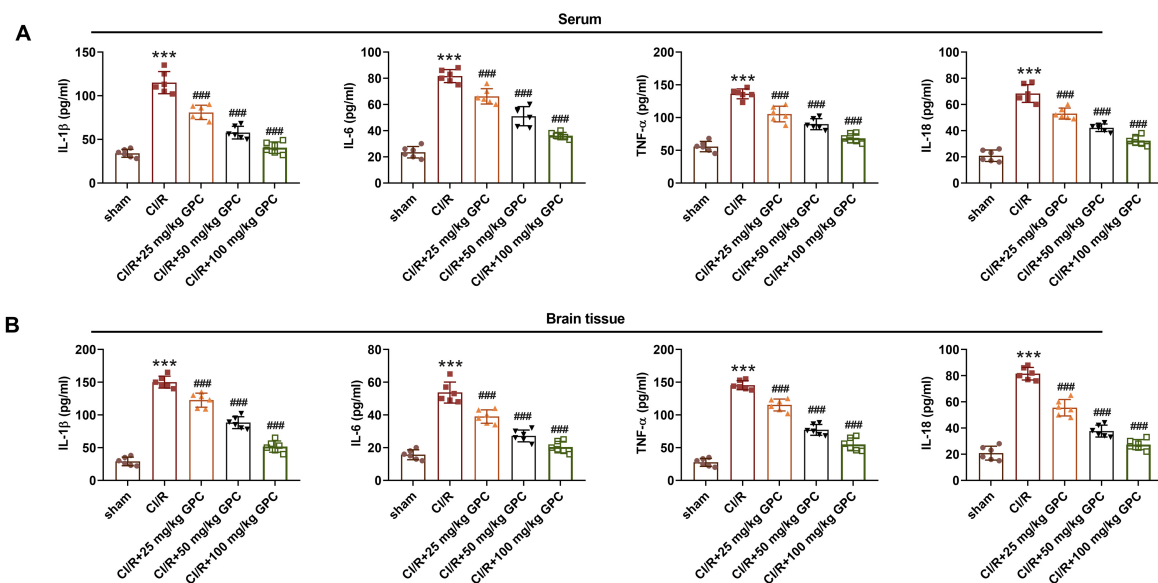 A
Serum
IL-1β (pg/ml)
150
100
50
0
***
###
###
###
sham
CI/R
CI/R+25 mg/kg GPC
CI/R+50 mg/kg GPC
CI/R+100 mg/kg GPC
IL-6 (pg/ml)
100
80
60
40
20
0
***
###
###
###
sham
CI/R
CI/R+25 mg/kg GPC
CI/R+50 mg/kg GPC
CI/R+100 mg/kg GPC
TNF-α (pg/ml)
200
150
100
50
0
***
###
###
###
sham
CI/R
CI/R+25 mg/kg GPC
CI/R+50 mg/kg GPC
CI/R+100 mg/kg GPC
IL-18 (pg/ml)
100
80
60
40
20
0
***
###
###
###
sham
CI/R
CI/R+25 mg/kg GPC
CI/R+50 mg/kg GPC
CI/R+100 mg/kg GPC
B
Brain tissue
IL-1β (pg/ml)
200
150
100
50
0
***
###
###
###
sham
CI/R
CI/R+25 mg/kg GPC
CI/R+50 mg/kg GPC
CI/R+100 mg/kg GPC
IL-6 (pg/ml)
80
60
40
20
0
***
###
###
###
sham
CI/R
CI/R+25 mg/kg GPC
CI/R+50 mg/kg GPC
CI/R+100 mg/kg GPC
TNF-α (pg/ml)
200
150
100
50
0
***
###
###
###
sham
CI/R
CI/R+25 mg/kg GPC
CI/R+50 mg/kg GPC
CI/R+100 mg/kg GPC
IL-18 (pg/ml)
100
80
60
40
20
0
***
###
###
###
sham
CI/R
CI/R+25 mg/kg GPC
CI/R+50 mg/kg GPC
CI/R+100 mg/kg GPC